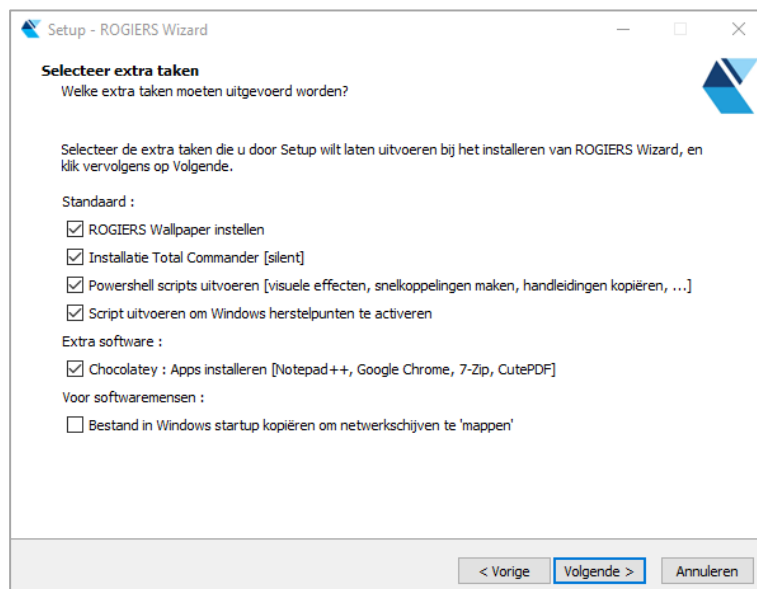 Setup - ROGIERS Wizard
Selecteer extra taken
Welke extra taken moeten uitgevoerd worden?
Selecteer de extra taken die u door Setup wilt laten uitvoeren bij het installeren van ROGIERS Wizard, en
klik vervolgens op Volgende.
Standaard :
ROGIERS Wallpaper instellen
Installatie Total Commander [silent]
Powershell scripts uitvoeren [visuele effecten, snelkoppelingen maken, handleidingen kopiëren, ...]
Script uitvoeren om Windows herstelpunten te activeren
Extra software :
Chocolatey : Apps installeren [Notepad++, Google Chrome, 7-Zip, CutePDF]
Voor softwaremensen :
Bestand in Windows startup kopiëren om netwerkschijven te 'mappen'
< Vorige Volgende > Annuleren